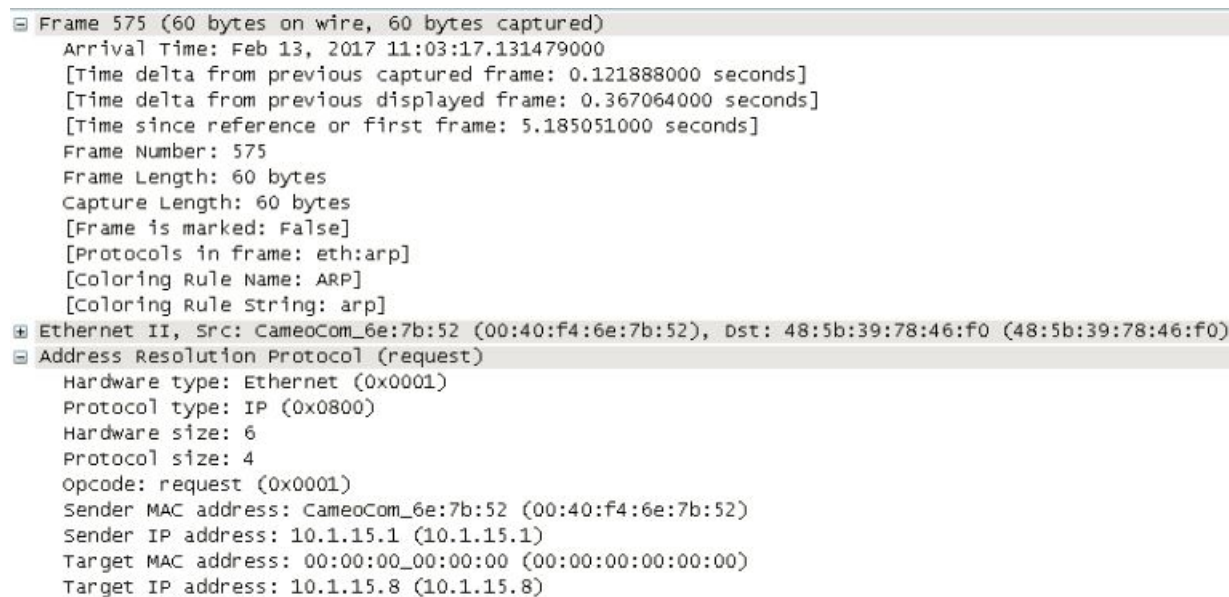 Frame 575 (60 bytes on wire, 60 bytes captured)
Arrival Time: Feb 13, 2017 11:03:17.131479000
[Time delta from previous captured frame: 0.121888000 seconds]
[Time delta from previous displayed frame: 0.367064000 seconds]
[Time since reference or first frame: 5.185051000 seconds]
Frame Number: 575
Frame Length: 60 bytes
Capture Length: 60 bytes
[Frame is marked: False]
[Protocols in frame: eth:arp]
[Coloring Rule Name: ARP]
[Coloring Rule String: arp]
Ethernet II, Src: CameoCom_6e:7b:52 (00:40:f4:6e:7b:52), Dst: 48:5b:39:78:46:f0 (48:5b:39:78:46:f0)
Address Resolution Protocol (request)
Hardware type: Ethernet (0x0001)
Protocol type: IP (0x0800)
Hardware size: 6
Protocol size: 4
Opcode: request (0x0001)
Sender MAC address: CameoCom_6e:7b:52 (00:40:f4:6e:7b:52)
Sender IP address: 10.1.15.1 (10.1.15.1)
Target MAC address: 00:00:00_00:00:00 (00:00:00:00:00:00)
Target IP address: 10.1.15.8 (10.1.15.8)